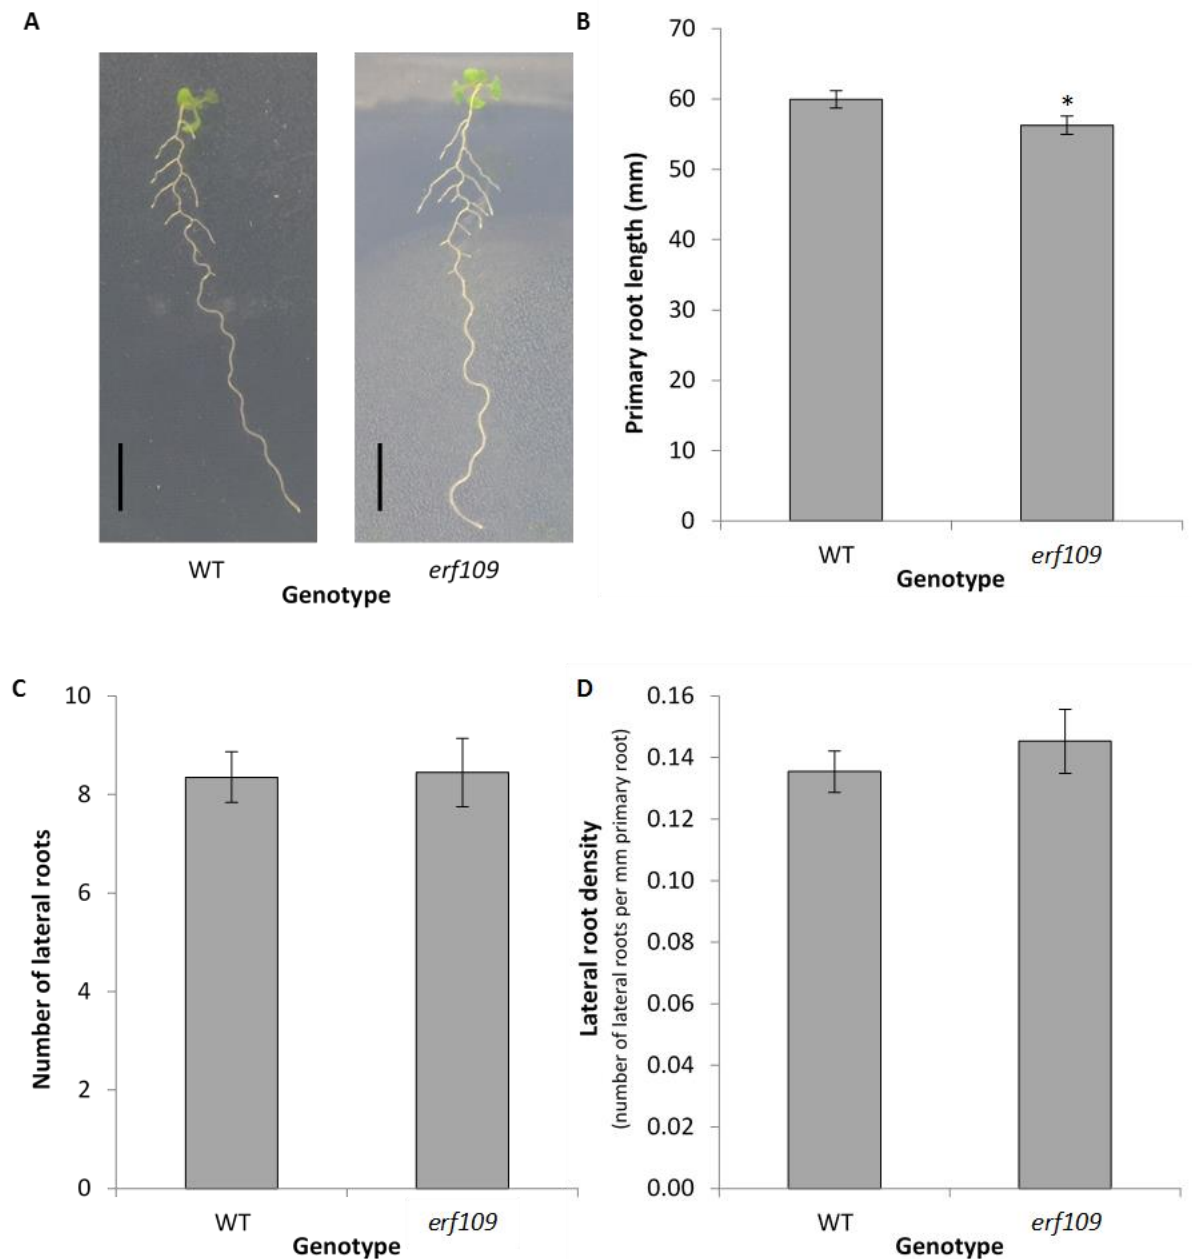 A
WT
erf109
Genotype
B
70
60
50
40
30
20
10
0
Primary root length (mm)
*
WT
erf109
Genotype
C
10
8
6
4
2
0
Number of lateral roots
WT
erf109
Genotype
D
0.16
0.14
0.12
0.10
0.08
0.06
0.04
0.02
0.00
Lateral root density
(number of lateral roots per mm primary root)
WT
erf109
Genotype